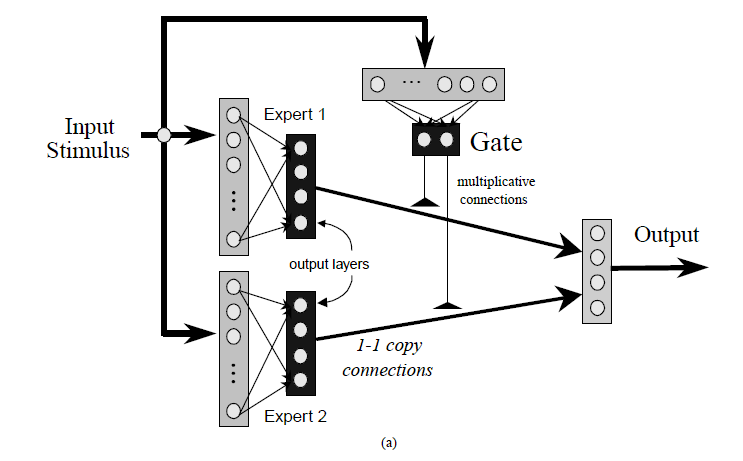 Expert 1
Gate
Input
Stimulus
multiplicative
connections
Output
output layers
1-1 copy
connections
Expert 2
(a)